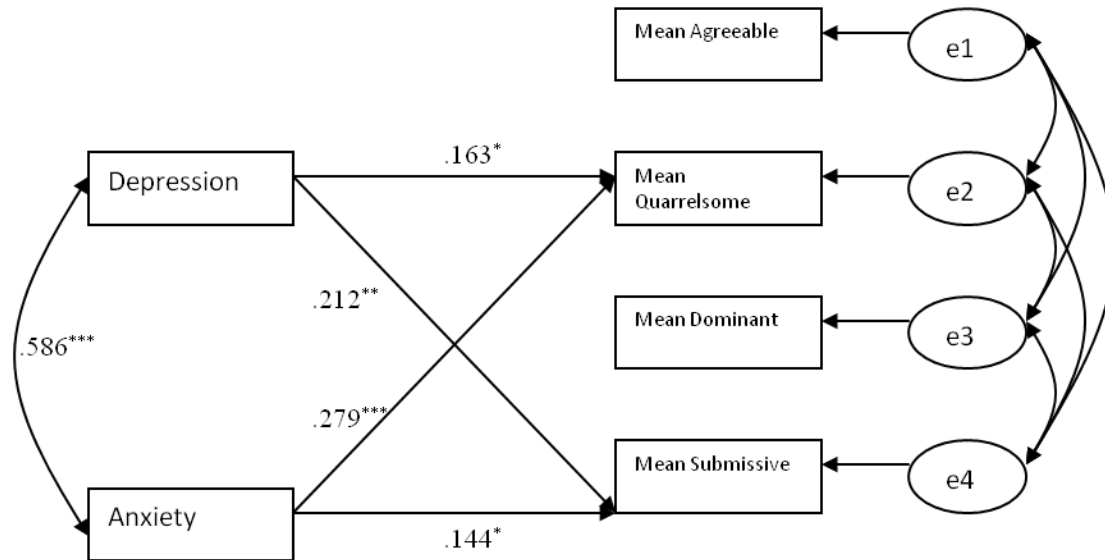 Mean Agreeable
e1
.163*
Depression
Mean
Quarrelsome
e2
.212**
Mean Dominant
e3
.586***
.279***
Mean Submissive
e4
Anxiety
.144*